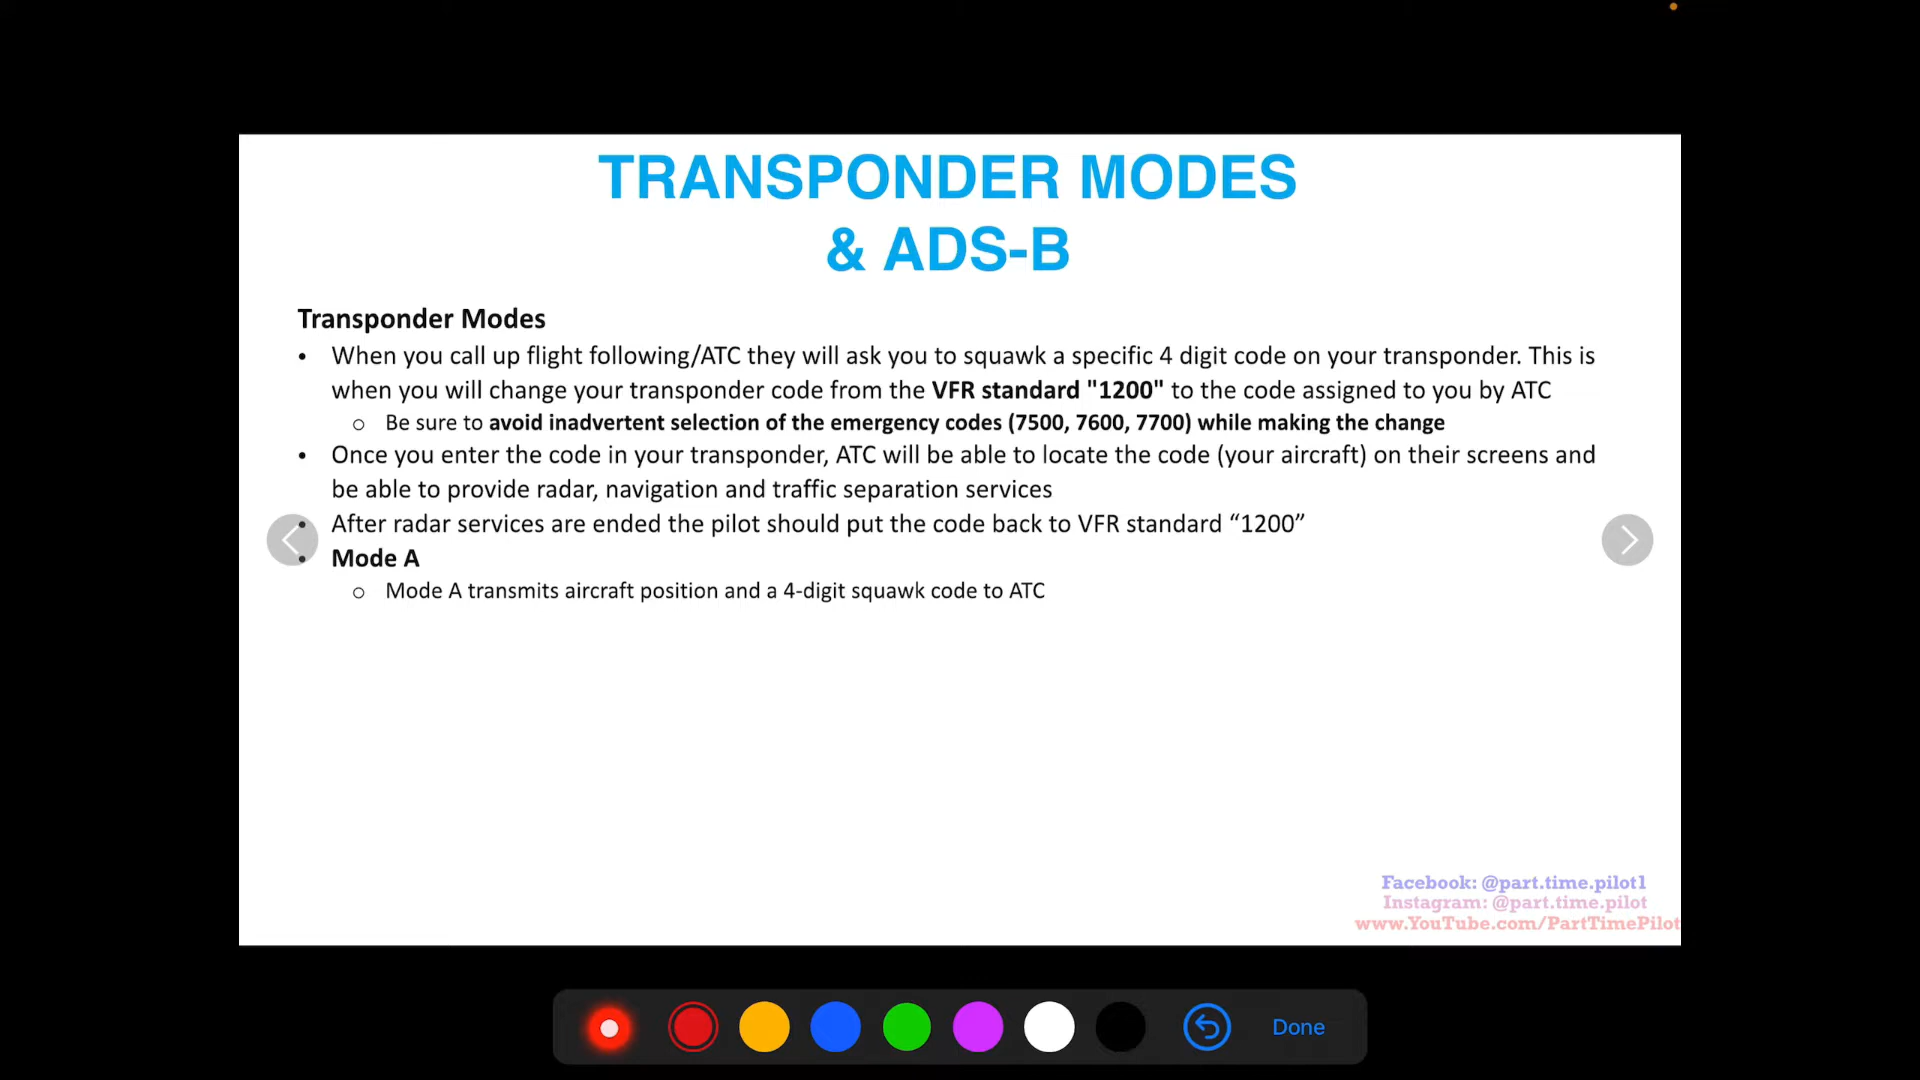 TRANSPONDER MODES
& ADS-B
Transponder Modes
• When you call up flight following/ATC they will ask you to squawk a specific 4 digit code on your transponder. This is
when you will change your transponder code from the VFR standard "1200" to the code assigned to you by ATC
o Be sure to avoid inadvertent selection of the emergency codes (7500, 7600, 7700) while making the change
• Once you enter the code in your transponder, ATC will be able to locate the code (your aircraft) on their screens and
be able to provide radar, navigation and traffic separation services
• After radar services are ended the pilot should put the code back to VFR standard “1200”
• Mode A
o Mode A transmits aircraft position and a 4-digit squawk code to ATC
Facebook: @part.time.pilot1
Instagram: @part.time.pilot
www.YouTube.com/PartTimePilot
Done